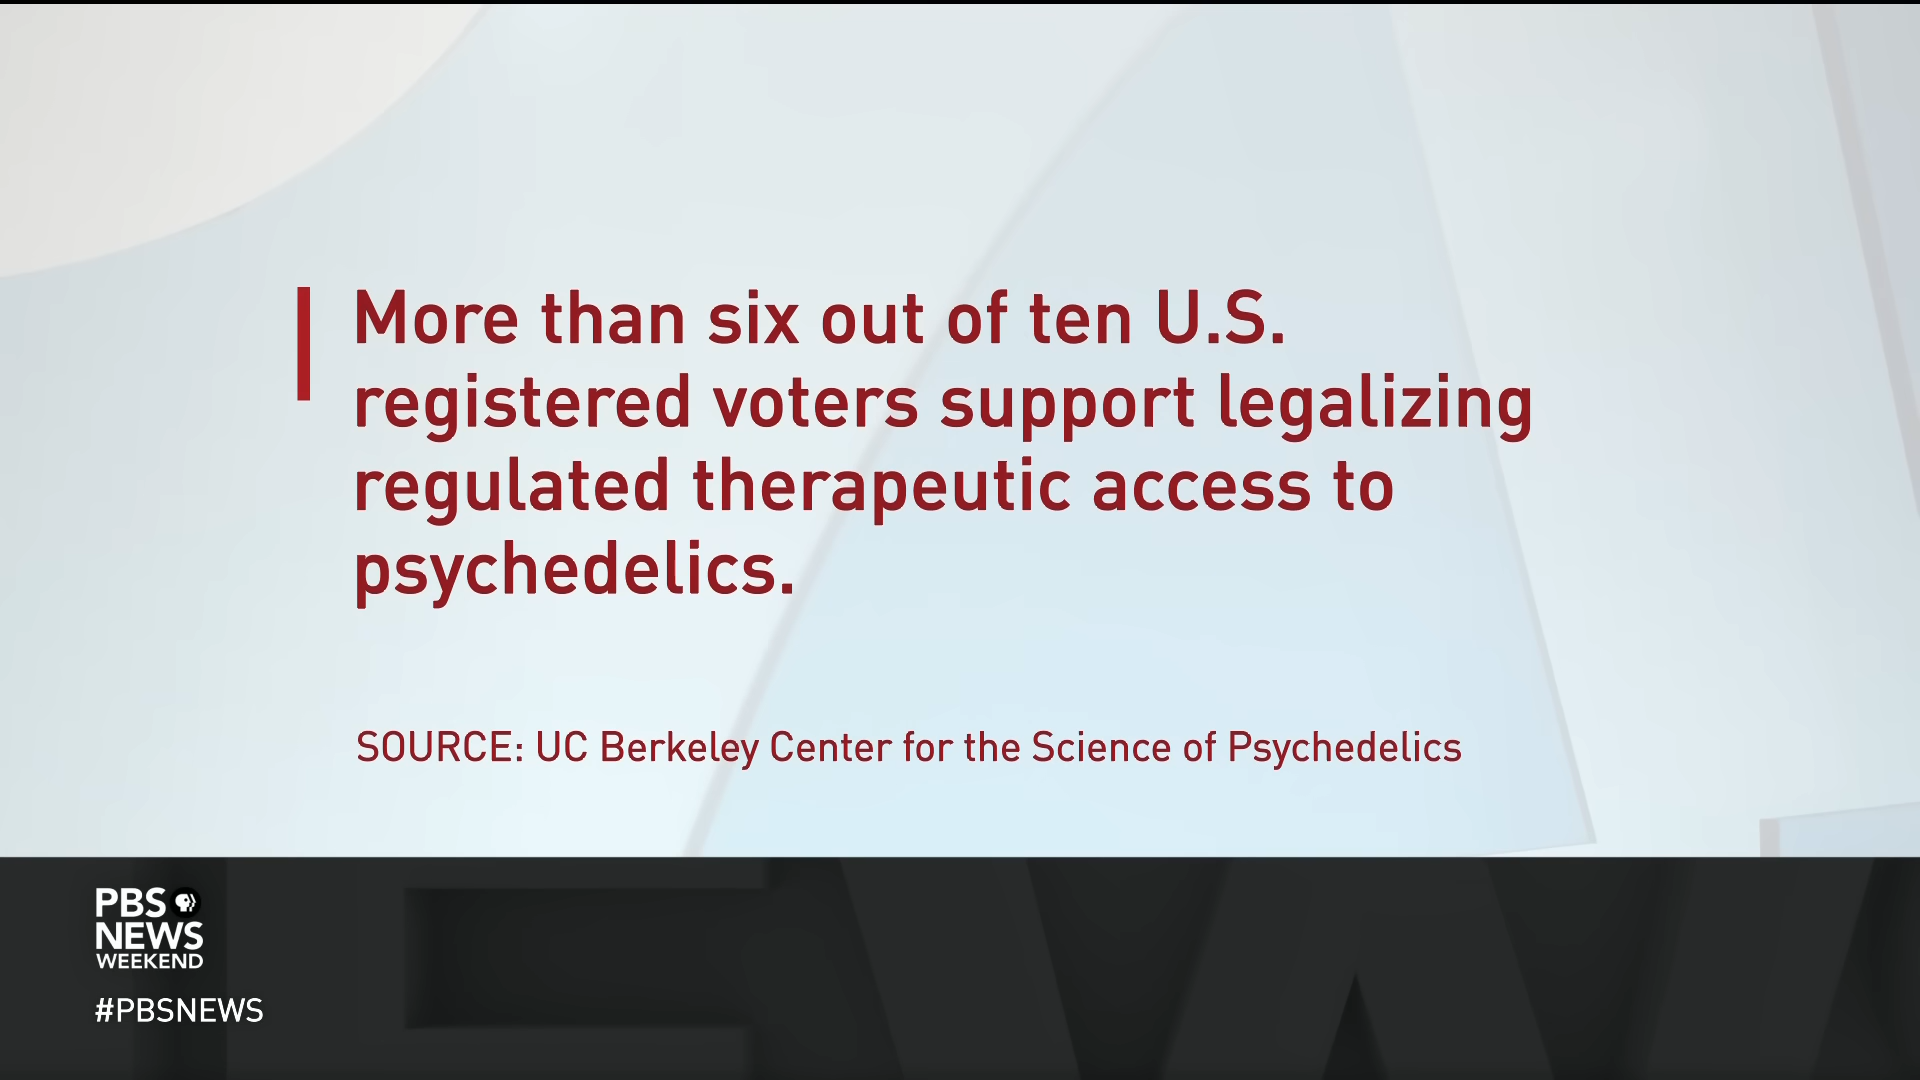 More than six out of ten U.S.
registered voters support legalizing
regulated therapeutic access to
psychedelics.
SOURCE: UC Berkeley Center for the Science of Psychedelics
PBS
NEWS
WEEKEND
#PBSNEWS